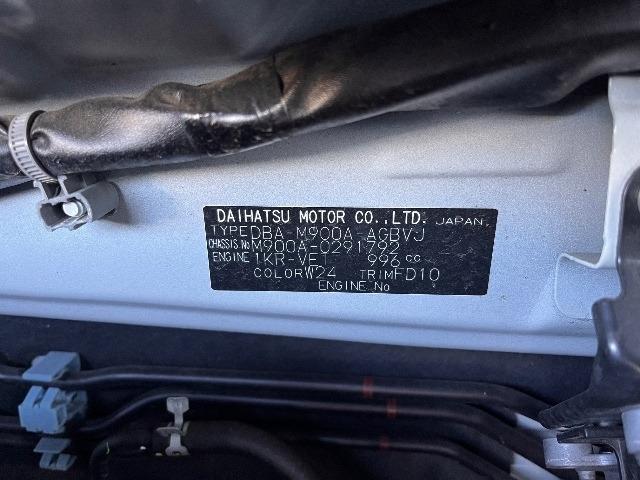 DAIHATSU MOTOR CO.,LTD. JAPAN.
TYPE DBA-M900A-AGBVJ
CHASSIS.No M900A-0291792
ENGINE 1KR-VET 996 cc
COLOR W24 TRIM FD10
ENGINE No